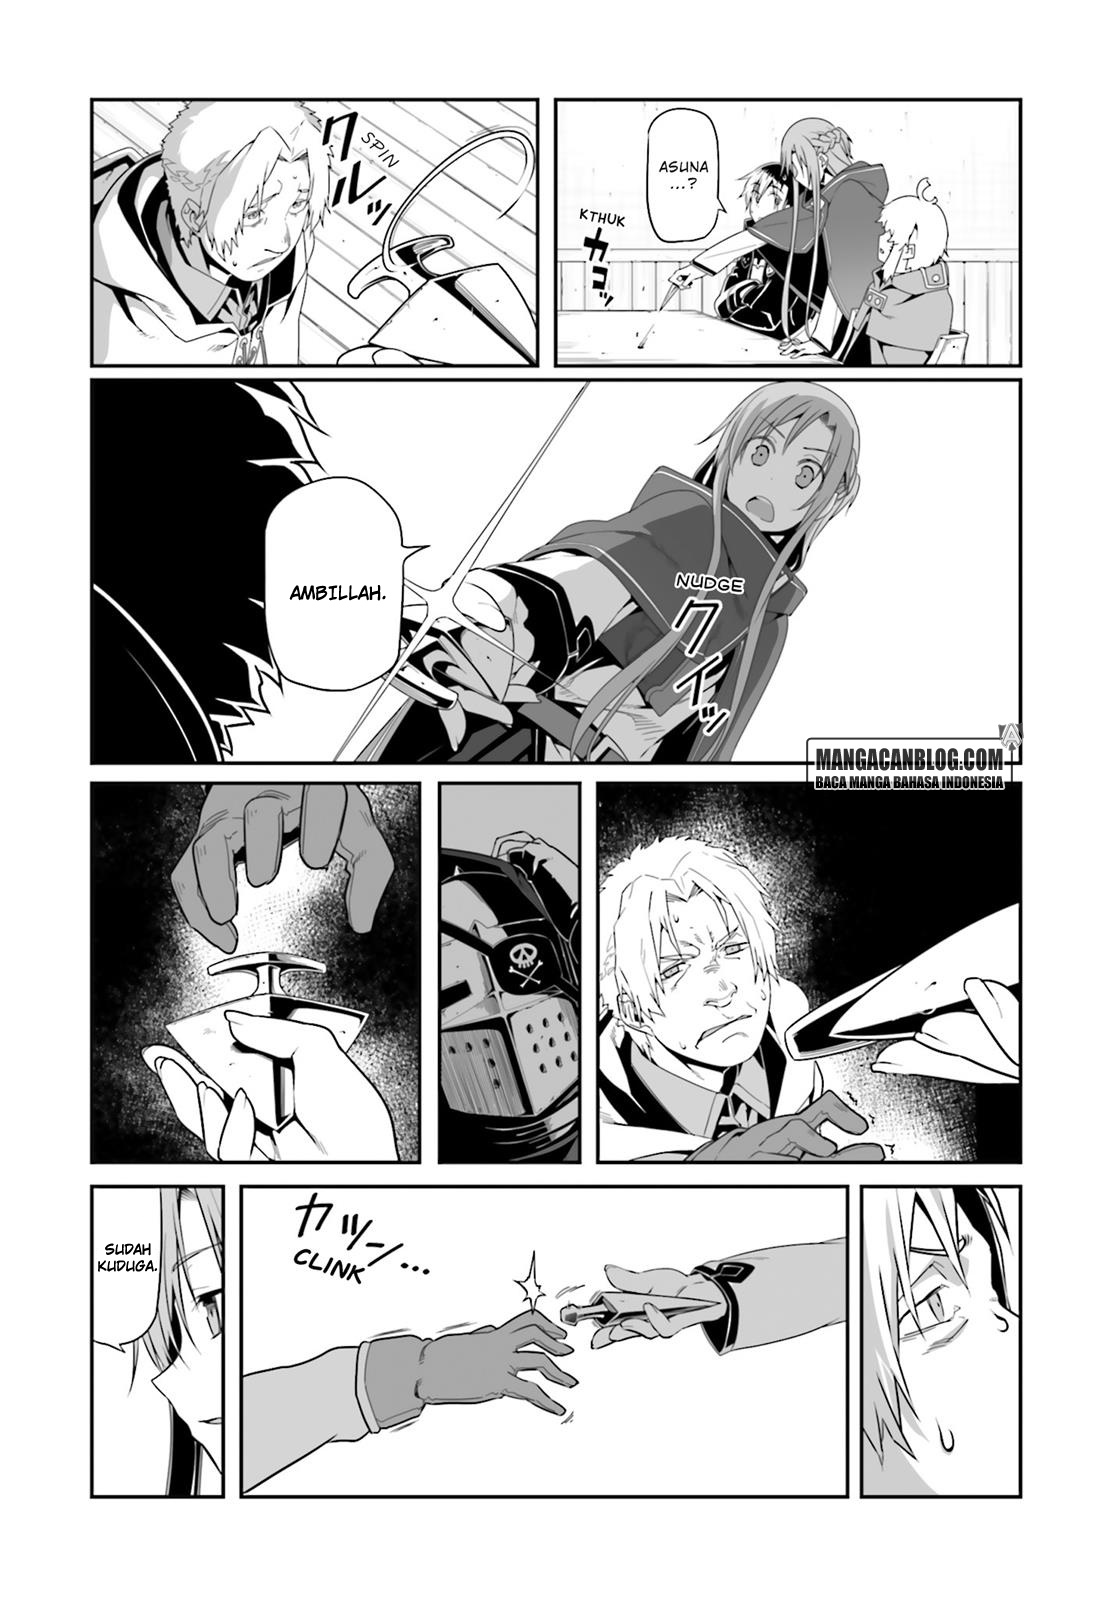 ASUNA
...?
KTHUK
カコッ
SPIN
クルッ
AMBILLAH.
NUDGE
クイッ
MANGACANBLOG.COM
BACA MANGA BAHASA INDONESIA
カツーン...
CLINK
SUDAH
KUDUGA.